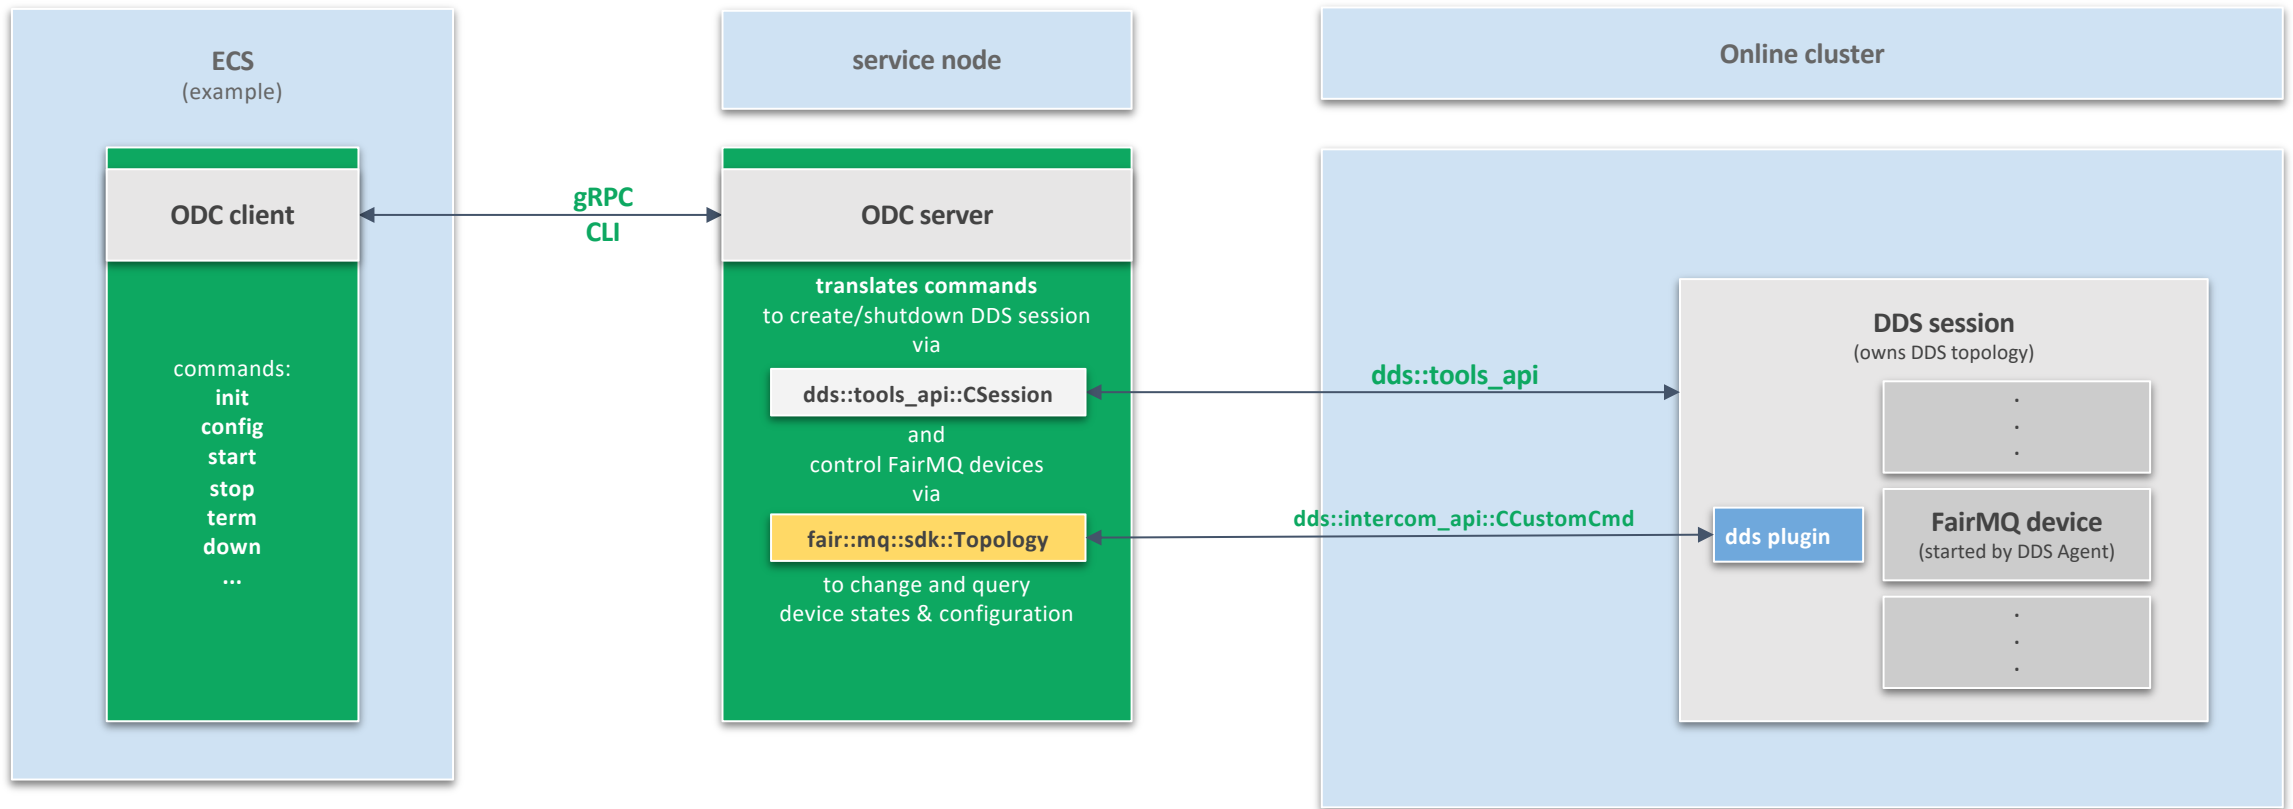 ECS
(example)
service node
Online cluster
ODC client
commands:
init
config
start
stop
term
down
...
gRPC
CLI
ODC server
translates commands
to create/shutdown DDS session
via
dds::tools_api::CSession
and
control FairMQ devices
via
fair::mq::sdk::Topology
to change and query
device states & configuration
dds::tools_api
dds::intercom_api::CCustomCmd
DDS session
(owns DDS topology)
.
.
.
dds plugin
FairMQ device
(started by DDS Agent)
.
.
.